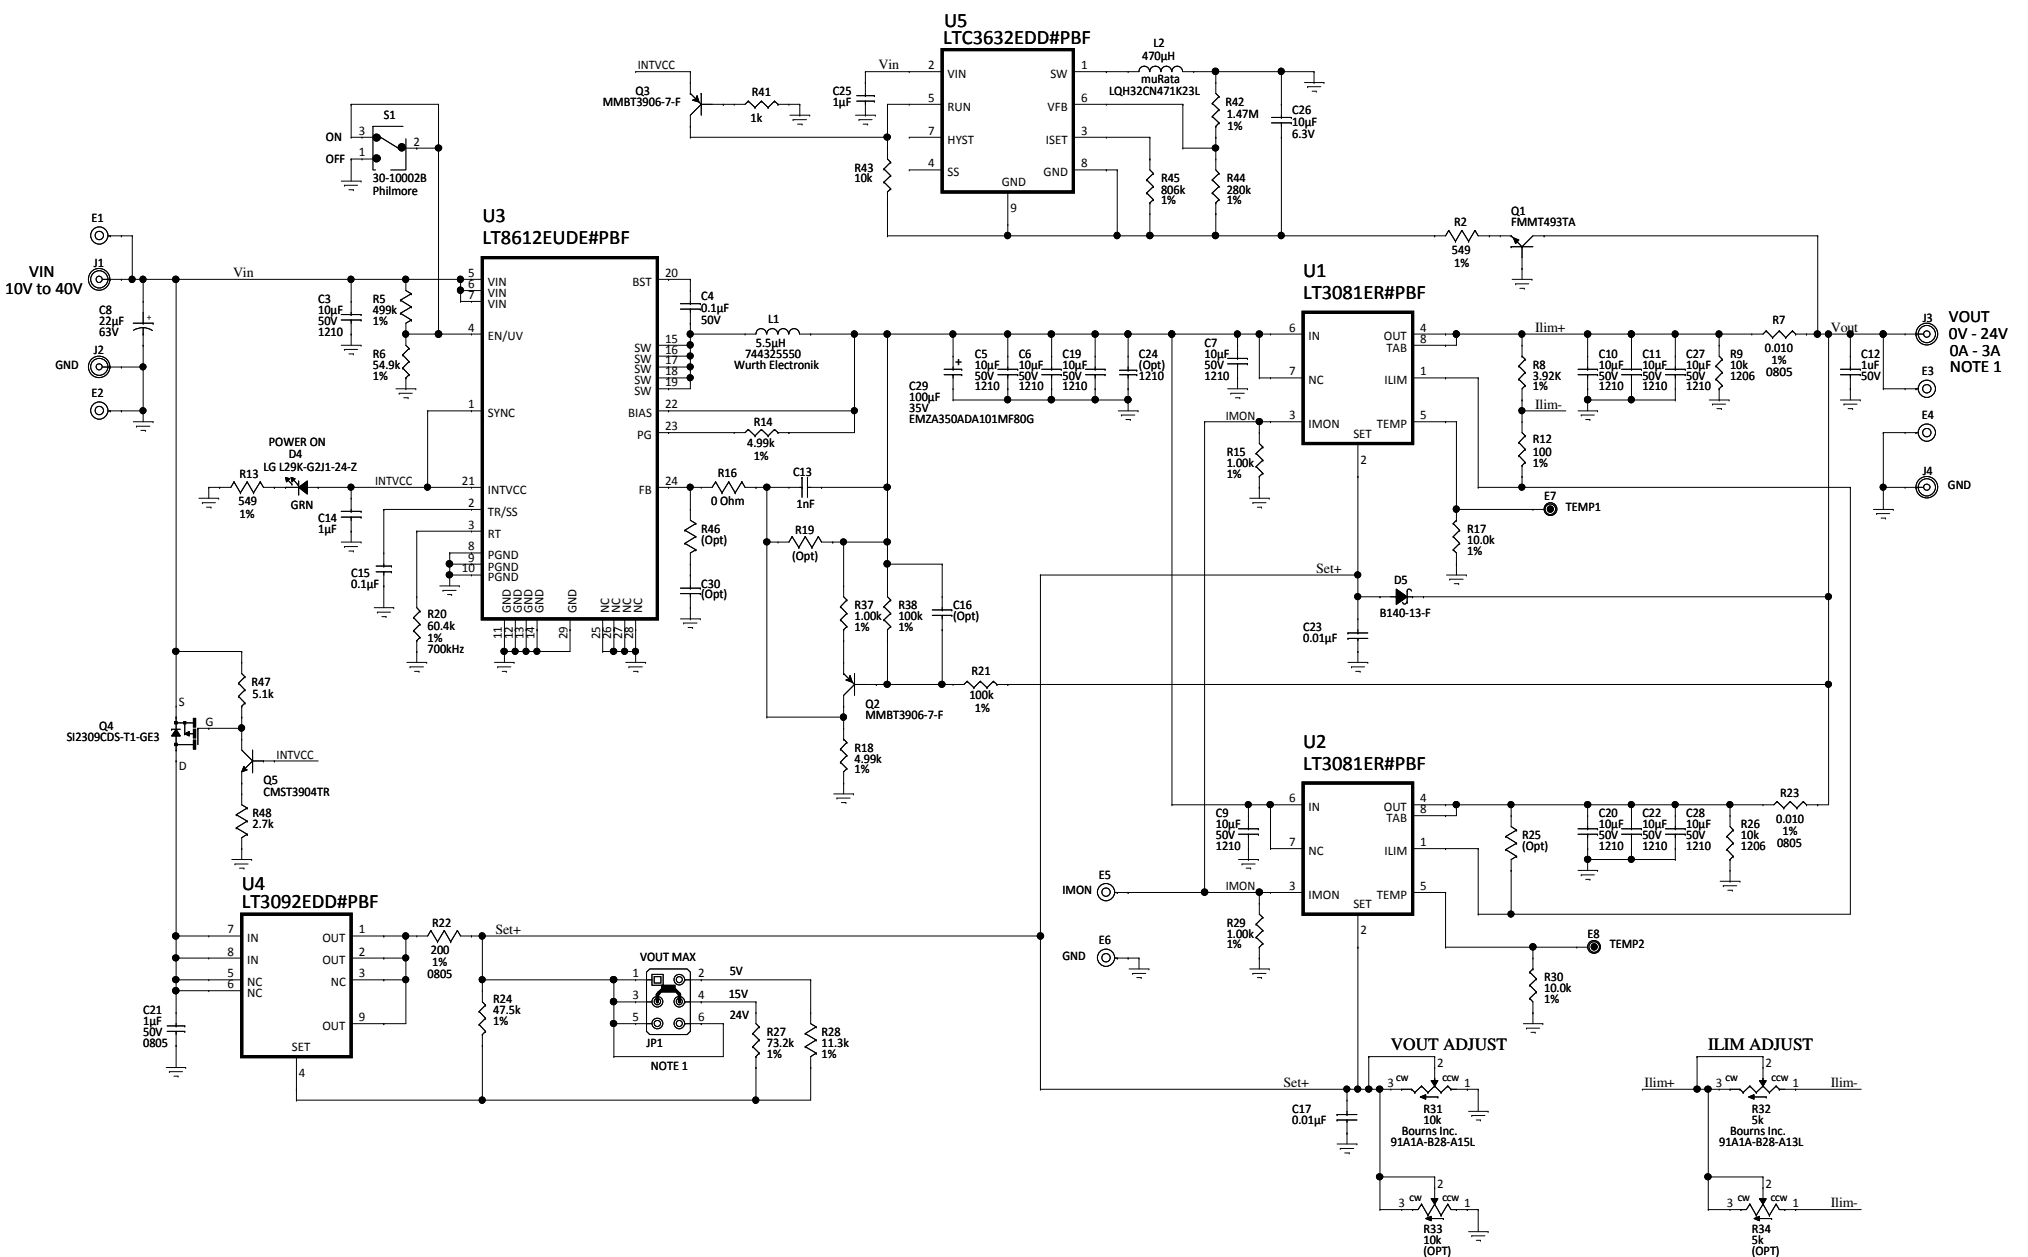 U5
LTC3632EDD#PBF
INTVCC
Q3
MMBT3906-7-F
R41
1k
Vin
C25
1µF
2 VIN
5 RUN
7 HYST
4 SS
SW 1
VFB 6
ISET 3
GND 8
GND
9
L2
470µH
muRata
LQH32CN471K23L
R42
1.47M
1%
C26
10µF
6.3V
R43
10k
R45
806k
1%
R44
280k
1%
S1
ON 3
OFF 1
2
30-10002B
Philmore
R2
549
1%
Q1
FMMT493TA
E1
J1
VIN
10V to 40V
C8
22µF
63V
+
J2
GND
E2
Vin
C3
10µF
50V
1210
R5
499k
1%
R6
54.9k
1%
U3
LT8612EUDE#PBF
5 VIN
6 VIN
7 VIN
4 EN/UV
1 SYNC
21 INTVCC
2 TR/SS
3 RT
8 PGND
9 PGND
10 PGND
GND GND GND GND GND
11 12 13 14 29
NC NC NC NC
25 26 27 28
BST 20
SW 15
SW 16
SW 17
SW 18
SW 19
BIAS 22
PG 23
FB 24
POWER ON
D4
LG L29K-G2J1-24-Z
GRN
R13
549
1%
INTVCC
C14
1µF
C15
0.1µF
R20
60.4k
1%
700kHz
C4
0.1µF
50V
L1
5.5µH
744325550
Wurth Electronik
R14
4.99k
1%
R16
0 Ohm
C13
1nF
R46
(Opt)
C30
(Opt)
R19
(Opt)
R37
1.00k
1%
R38
100k
1%
C16
(Opt)
R21
100k
1%
Q2
MMBT3906-7-F
R18
4.99k
1%
+
C29
100µF
35V
EMZA350ADA101MF80G
C5
10µF
50V
1210
C6
10µF
50V
1210
C19
10µF
50V
1210
C24
(Opt)
1210
C7
10µF
50V
1210
U1
LT3081ER#PBF
6 IN
7 NC
3 IMON
OUT 4
TAB 8
ILIM 1
TEMP 5
SET
2
IMON
R15
1.00k
1%
Ilim+
R8
3.92K
1%
Ilim-
R12
100
1%
C10
10µF
50V
1210
C11
10µF
50V
1210
C27
10µF
50V
1210
R9
10k
1206
R7
0.010
1%
0805
Vout
C12
1uF
50V
J3
VOUT
0V - 24V
0A - 3A
NOTE 1
E3
E4
J4
GND
E7
TEMP1
R17
10.0k
1%
Set+
D5
B140-13-F
C23
0.01µF
U2
LT3081ER#PBF
6 IN
7 NC
3 IMON
OUT 4
TAB 8
ILIM 1
TEMP 5
SET
2
C9
10µF
50V
1210
E5
IMON
IMON
R29
1.00k
1%
E6
GND
R25
(Opt)
C20
10µF
50V
1210
C22
10µF
50V
1210
C28
10µF
50V
1210
R26
10k
1206
R23
0.010
1%
0805
E8
TEMP2
R30
10.0k
1%
R47
5.1k
S
G
D
Q4
SI2309CDS-T1-GE3
INTVCC
Q5
CMST3904TR
R48
2.7k
U4
LT3092EDD#PBF
7 IN
8 IN
5 NC
6 NC
OUT 1
OUT 2
NC 3
OUT 9
SET
4
C21
1µF
50V
0805
R22
200
1%
0805
Set+
R24
47.5k
1%
VOUT MAX
1 2 5V
3 4 15V
5 6 24V
JP1
NOTE 1
R27
73.2k
1%
R28
11.3k
1%
Set+
C17
0.01µF
VOUT ADJUST
2
3 CW CCW 1
R31
10k
Bourns Inc.
91A1A-B28-A15L
2
3 CW CCW 1
R33
10k
(OPT)
ILIM ADJUST
Ilim+
2
3 CW CCW 1
Ilim-
R32
5k
Bourns Inc.
91A1A-B28-A13L
2
3 CW CCW 1
Ilim-
R34
5k
(OPT)